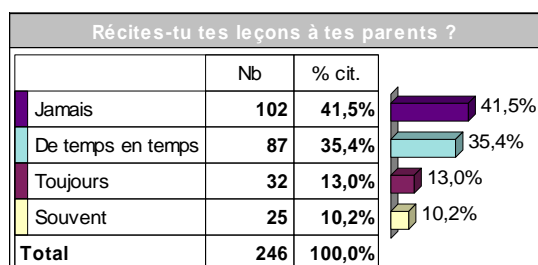 Récites-tu tes leçons à tes parents ?
Nb % cit.
Jamais 102 41,5% 41,5%
De temps en temps 87 35,4% 35,4%
Toujours 32 13,0% 13,0%
Souvent 25 10,2% 10,2%
Total 246 100,0%